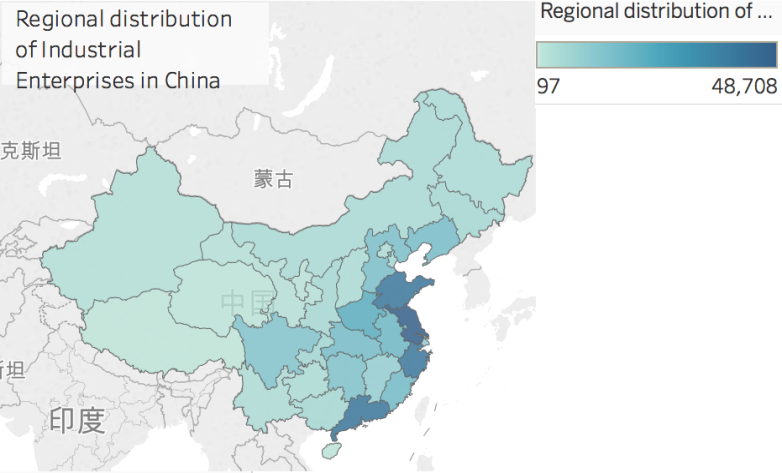 Regional distribution
of Industrial
Enterprises in China
Regional distribution of ...
97
48,708
克斯坦
蒙古
中国
斯坦
印度